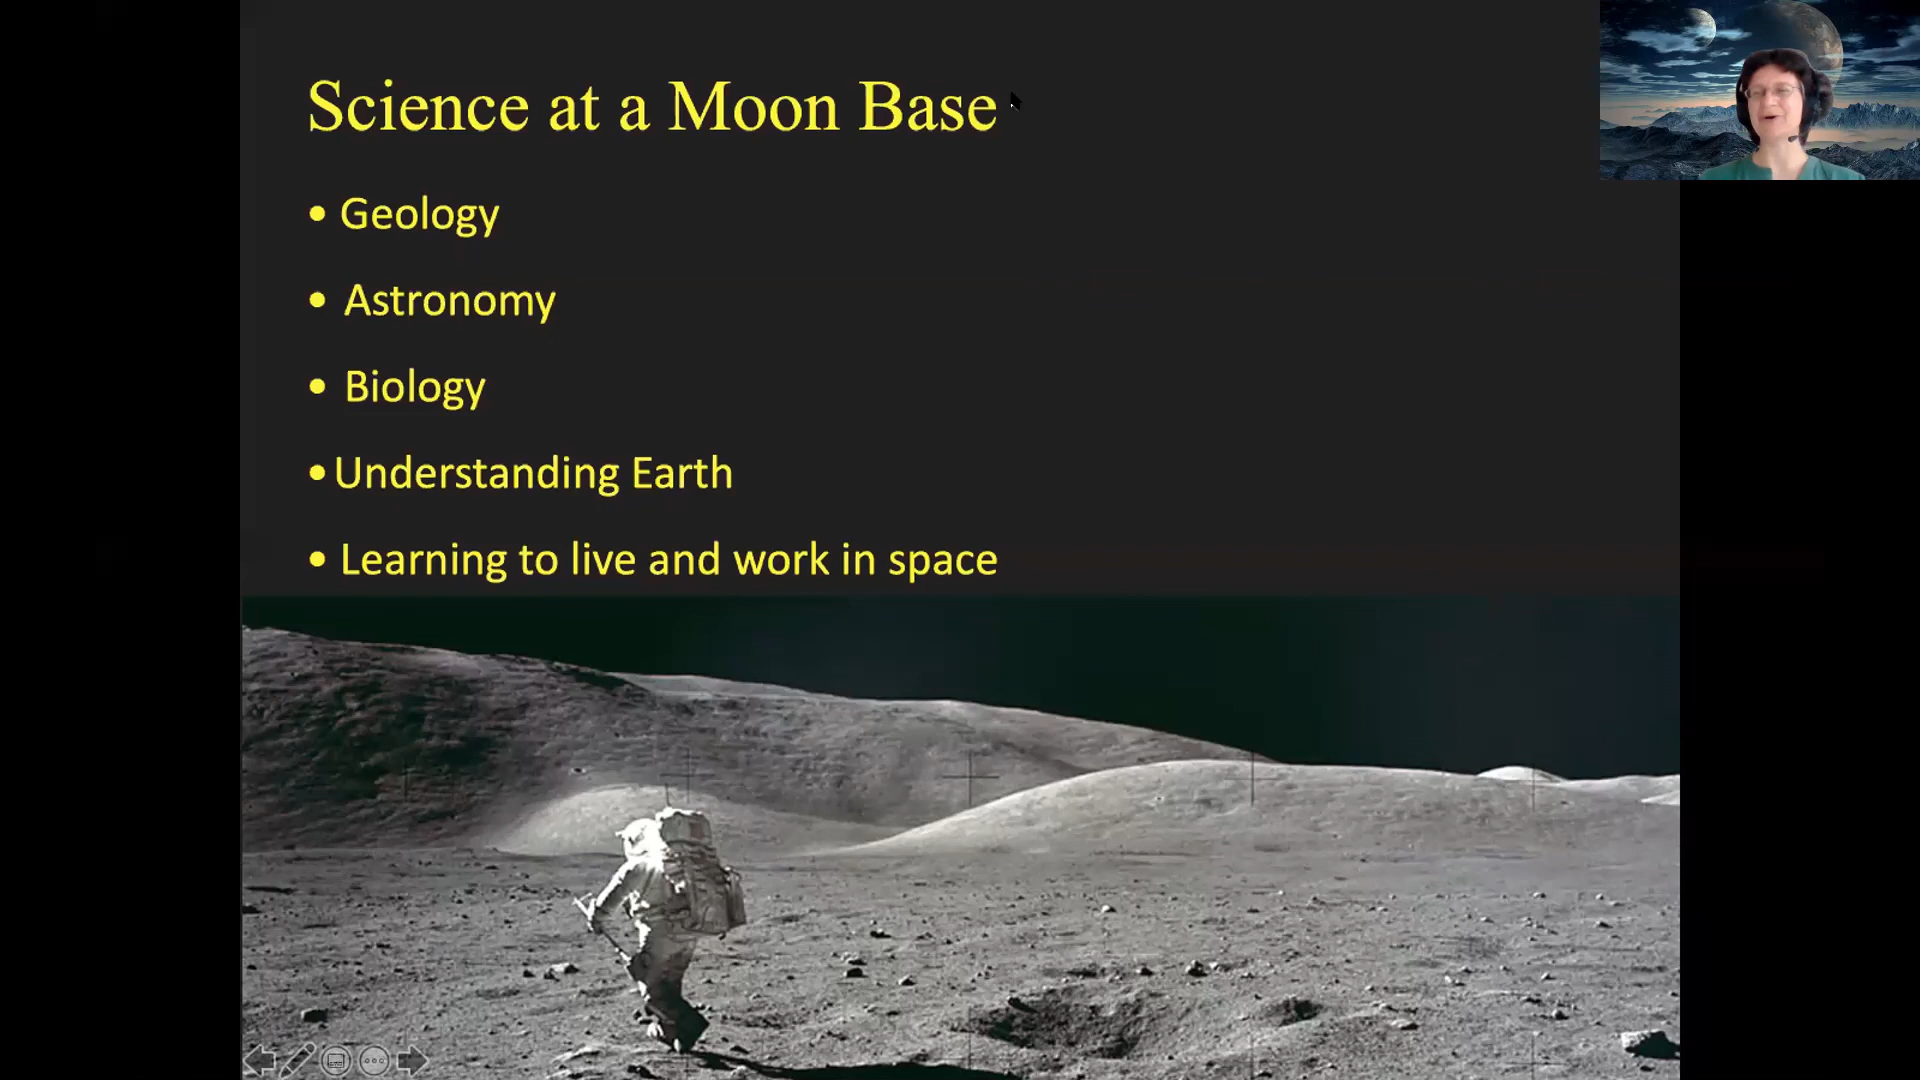 Science at a Moon Base
• Geology
• Astronomy
• Biology
• Understanding Earth
• Learning to live and work in space